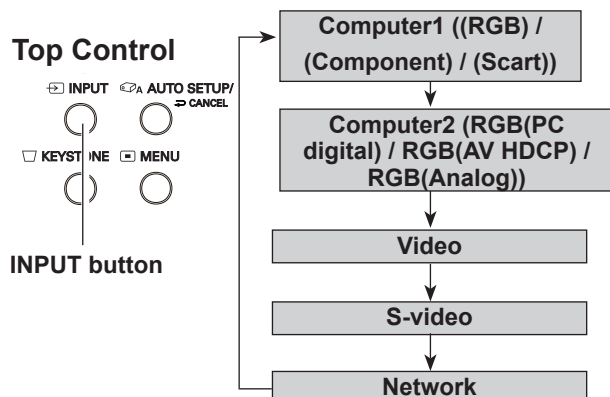 Top Control
INPUT
A AUTO SETUP/
CANCEL
KEYSTONE
MENU
INPUT button
Computer1 ((RGB) /
(Component) / (Scart))
Computer2 (RGB(PC
digital) / RGB(AV HDCP) /
RGB(Analog))
Video
S-video
Network